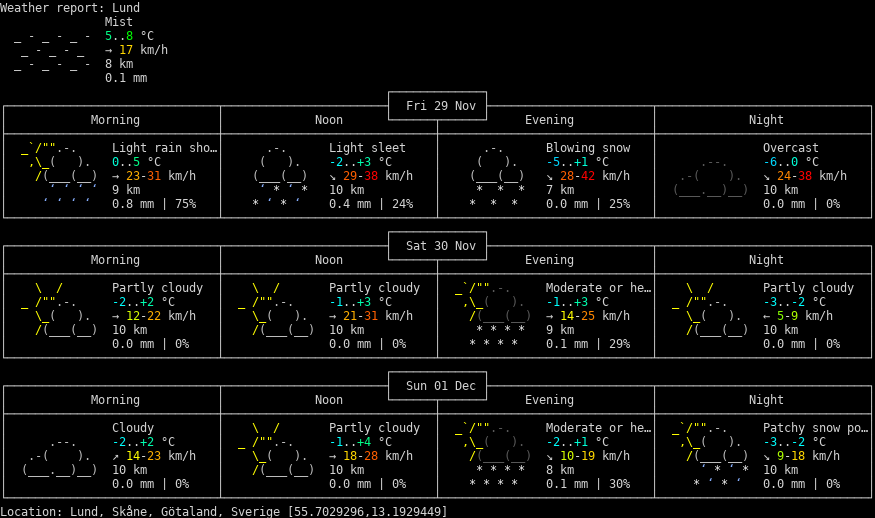 Weather report: Lund
Mist
5..8 °C
→ 17 km/h
8 km
0.1 mm
Fri 29 Nov
Morning Noon Evening Night
Light rain sho… Light sleet Blowing snow Overcast
0..5 °C -2..+3 °C -5..+1 °C -6..0 °C
→ 23-31 km/h ↘ 29-38 km/h ↘ 28-42 km/h ↘ 24-38 km/h
9 km 10 km 7 km 10 km
0.8 mm | 75% 0.4 mm | 24% 0.0 mm | 25% 0.0 mm | 0%
Sat 30 Nov
Morning Noon Evening Night
Partly cloudy Partly cloudy Moderate or he… Partly cloudy
-2..+2 °C -1..+3 °C -1..+3 °C -3..-2 °C
→ 12-22 km/h → 21-31 km/h → 14-25 km/h ← 5-9 km/h
10 km 10 km 9 km 10 km
0.0 mm | 0% 0.0 mm | 0% 0.1 mm | 29% 0.0 mm | 0%
Sun 01 Dec
Morning Noon Evening Night
Cloudy Partly cloudy Moderate or he… Patchy snow po…
-2..+2 °C -1..+4 °C -2..+1 °C -3..-2 °C
↗ 14-23 km/h → 18-28 km/h ↘ 10-19 km/h ↘ 9-18 km/h
10 km 10 km 8 km 10 km
0.0 mm | 0% 0.0 mm | 0% 0.1 mm | 30% 0.0 mm | 0%
Location: Lund, Skåne, Götaland, Sverige [55.7029296,13.1929449]